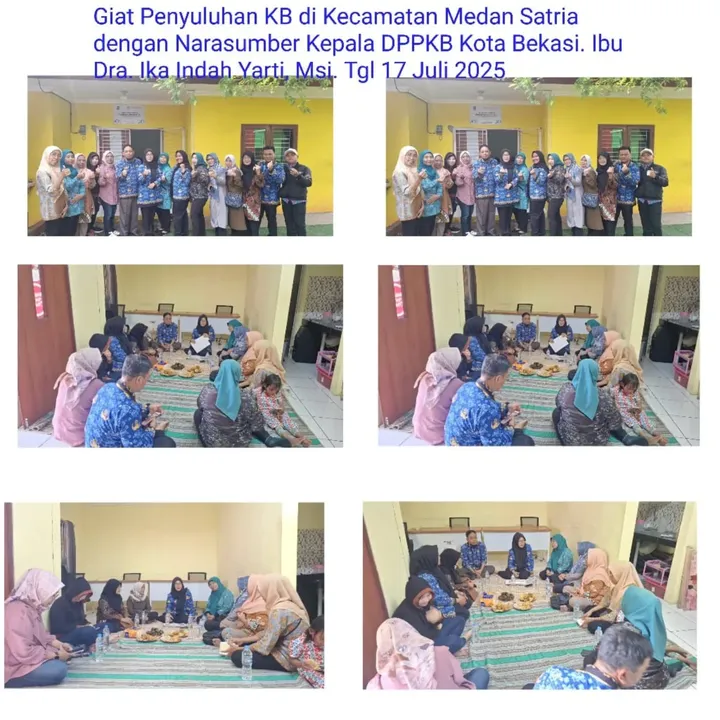 Giat Penyuluhan KB di Kecamatan Medan Satria
dengan Narasumber Kepala DPPKB Kota Bekasi. Ibu
Dra. Ika Indah Yarti, Msi. Tgl 17 Juli 2025